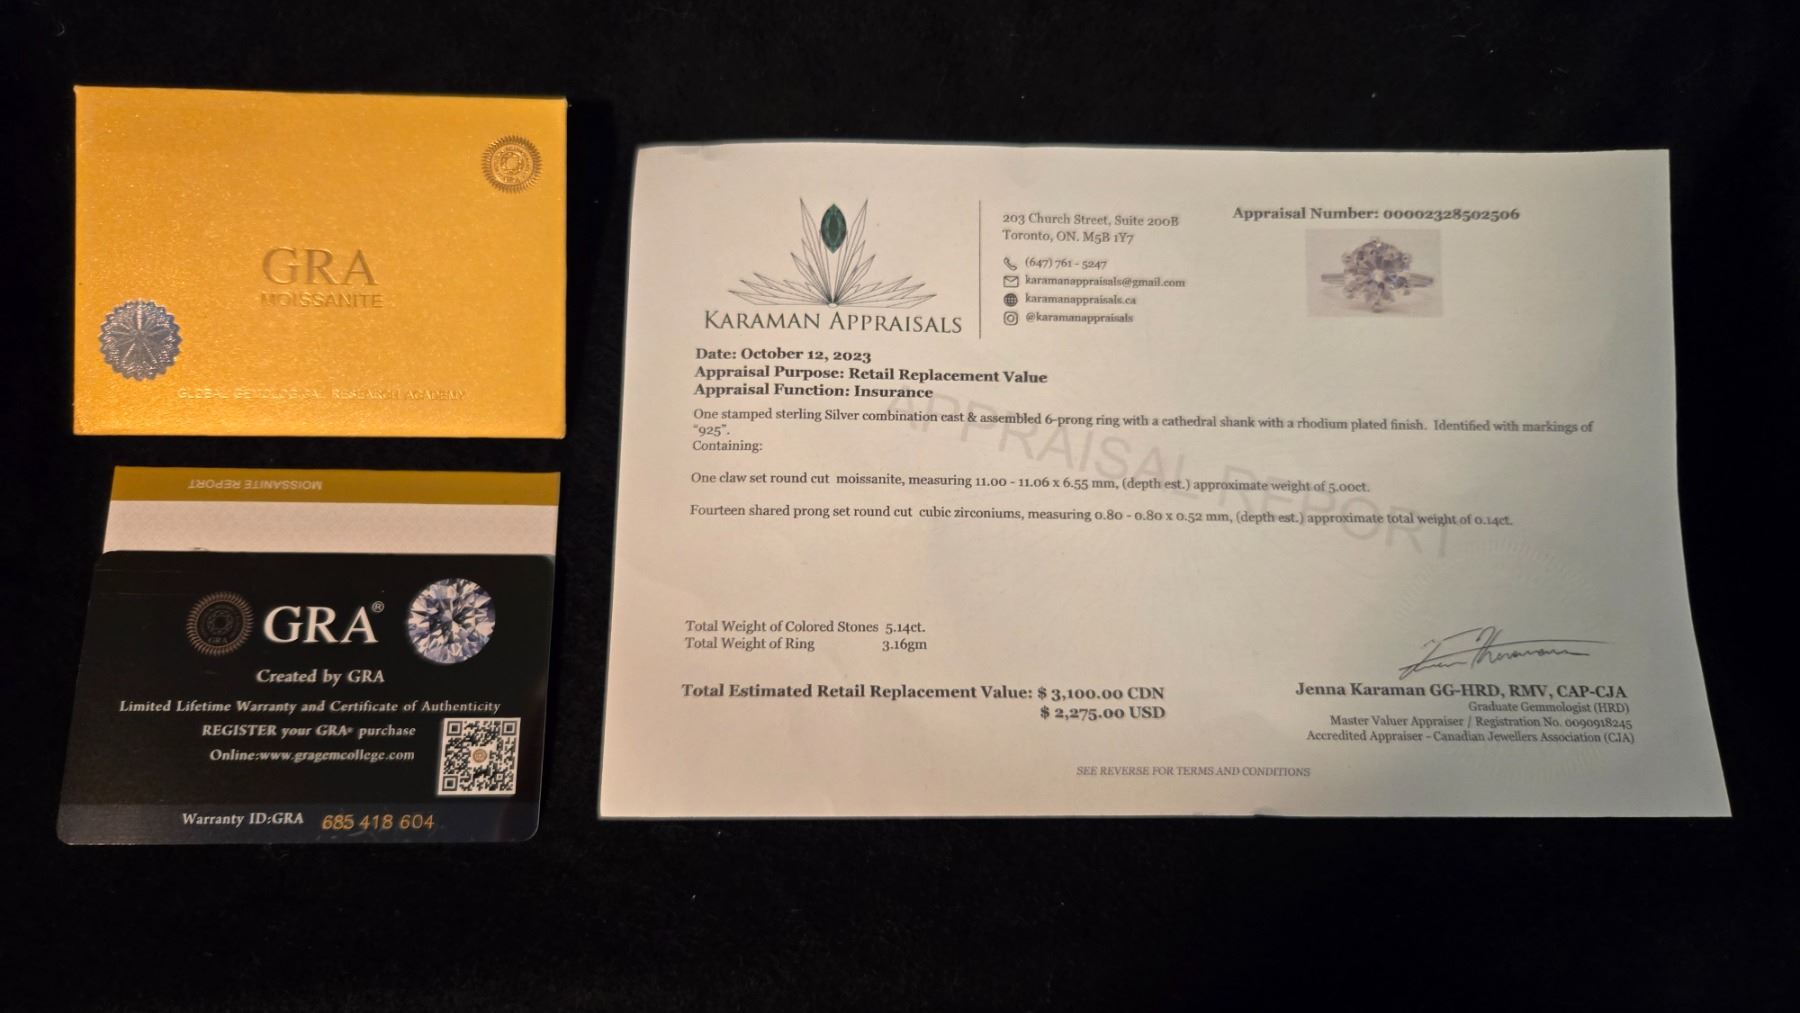 GRA
MOISSANITE
GLOBAL GEMOLOGICAL RESEARCH ACADEMY
MOISSANITE REPORT
GRA®
GRA
Created by GRA
Limited Lifetime Warranty and Certificate of Authenticity
REGISTER your GRA® purchase
Online:www.gragemcollege.com
Warranty ID:GRA 685 418 604
KARAMAN APPRAISALS
203 Church Street, Suite 200B
Toronto, ON. M5B 1Y7
(647) 761 - 5247
karamanappraisals@gmail.com
karamanappraisals.ca
@karamanappraisals
Appraisal Number: 00002328502506
Date: October 12, 2023
Appraisal Purpose: Retail Replacement Value
Appraisal Function: Insurance
APPRAISAL REPORT
One stamped sterling Silver combination cast & assembled 6-prong ring with a cathedral shank with a rhodium plated finish. Identified with markings of
"925".
Containing:
One claw set round cut moissanite, measuring 11.00 - 11.06 x 6.55 mm, (depth est.) approximate weight of 5.00ct.
Fourteen shared prong set round cut cubic zirconiums, measuring 0.80 - 0.80 x 0.52 mm, (depth est.) approximate total weight of 0.14ct.
Total Weight of Colored Stones 5.14ct.
Total Weight of Ring 3.16gm
Total Estimated Retail Replacement Value: $ 3,100.00 CDN
$ 2,275.00 USD
Jenna Karaman GG-HRD, RMV, CAP-CJA
Graduate Gemmologist (HRD)
Master Valuer Appraiser / Registration No. 0090918245
Accredited Appraiser - Canadian Jewellers Association (CJA)
SEE REVERSE FOR TERMS AND CONDITIONS